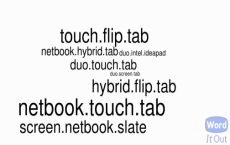 touch.flip.tab
netbook.hybrid.tab duo.intel.ideapad
duo.touch.tab
duo.screen.tab
hybrid.flip.tab
netbook.touch.tab
screen.netbook.slate
Word
It Out